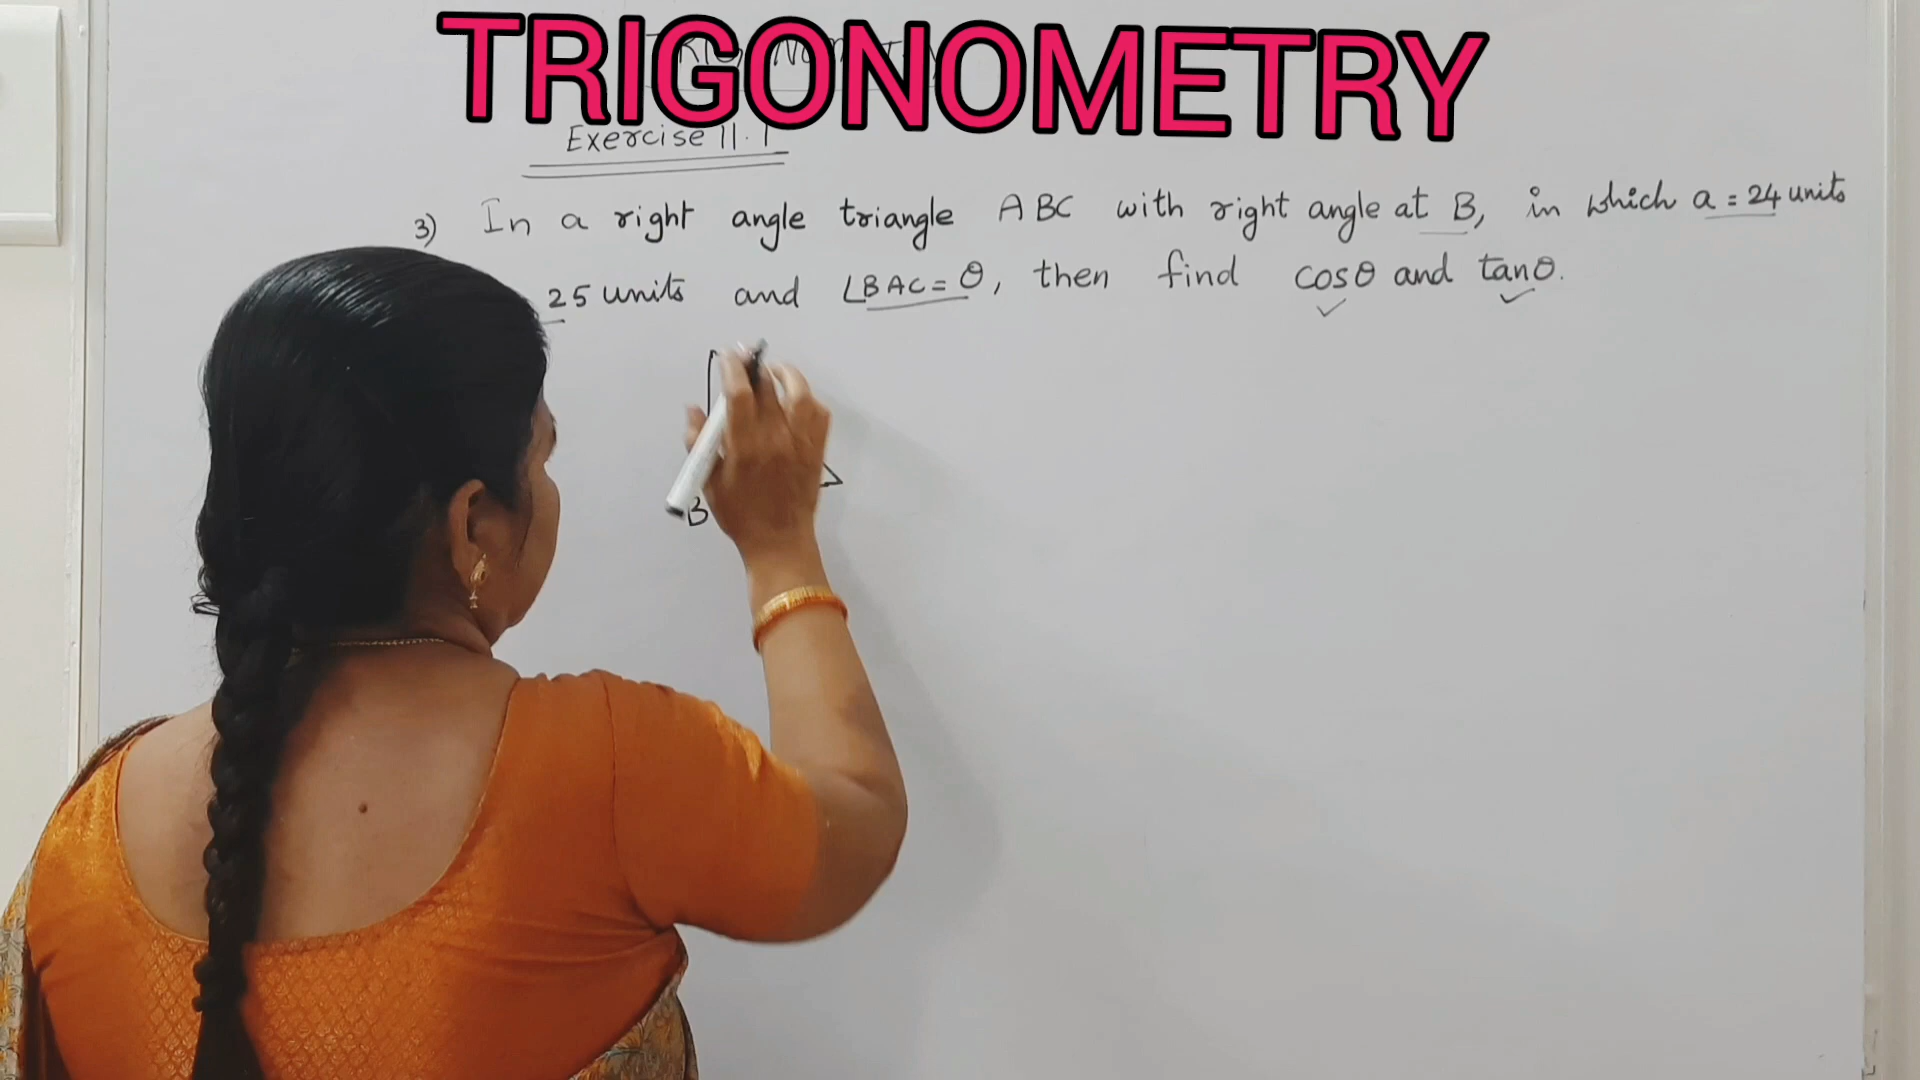 TRIGONOMETRY
Exercise 11.1
3) In a right angle triangle ABC with right angle at B, in which a = 24 units
25 units and ∠BAC = θ, then find cosθ and tanθ.
B